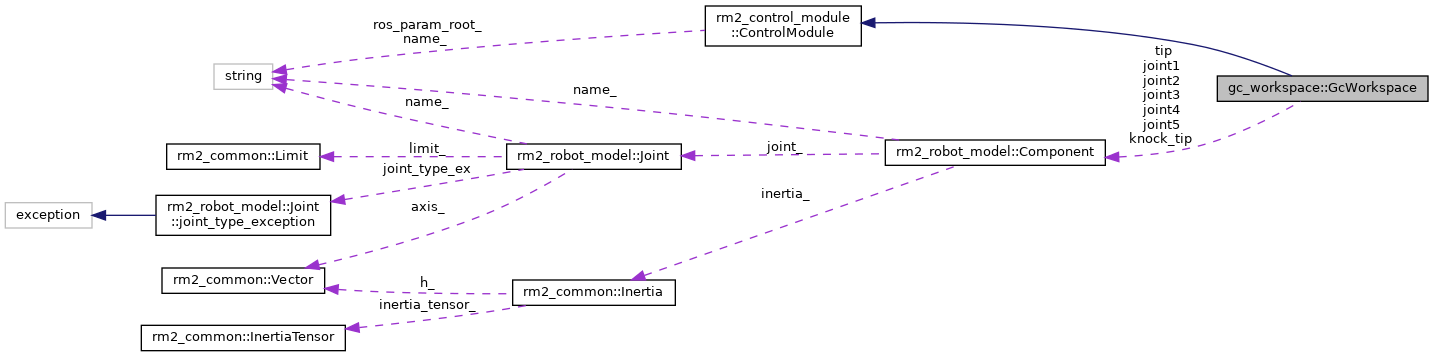 rm2_control_module
::ControlModule
ros_param_root_
name_
tip
joint1
joint2
joint3
joint4
joint5
knock_tip
string
gc_workspace::GcWorkspace
name_
name_
rm2_common::Limit
limit_
rm2_robot_model::Joint
joint_
rm2_robot_model::Component
joint_type_ex
rm2_robot_model::Joint
::joint_type_exception
exception
axis_
inertia_
rm2_common::Vector
h_
rm2_common::Inertia
inertia_tensor_
rm2_common::InertiaTensor